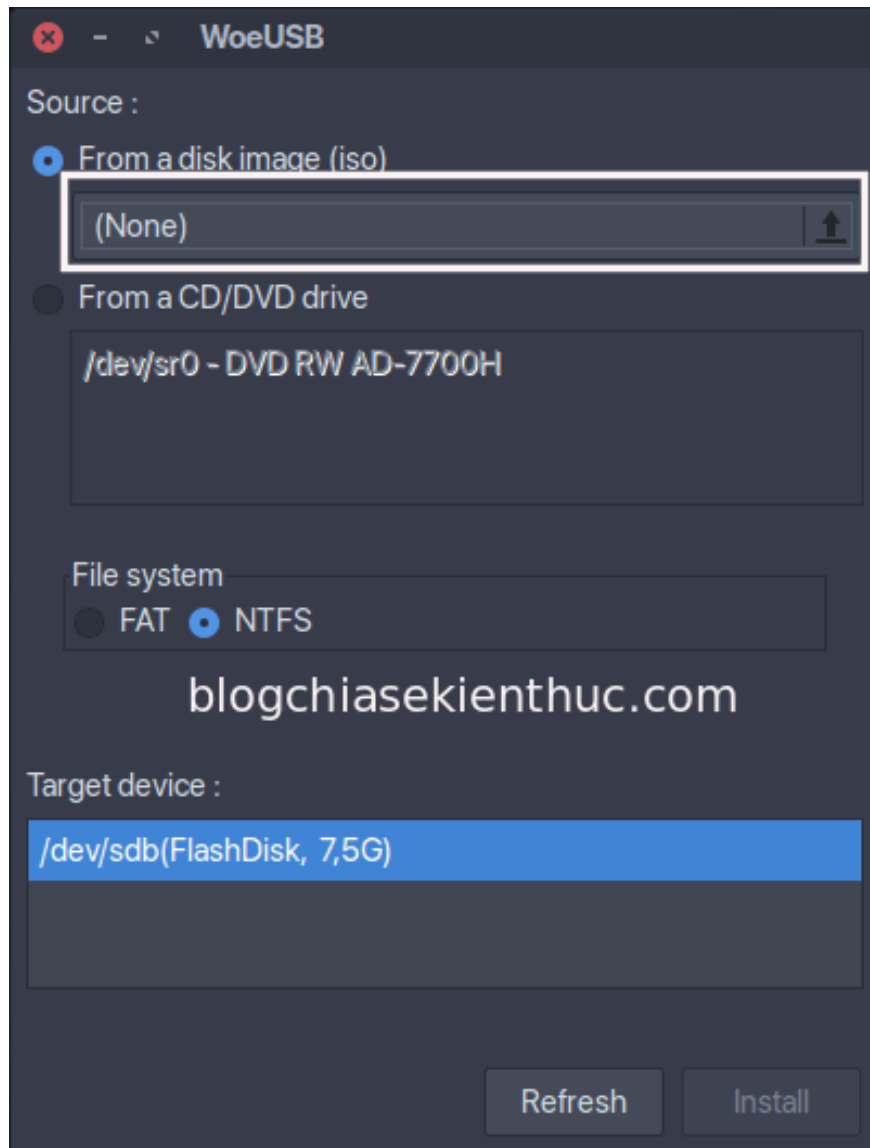 WoeUSB
Source :
From a disk image (iso)
(None)
From a CD/DVD drive
/dev/sr0 - DVD RW AD-7700H
File system
FAT NTFS
blogchiasekienthuc.com
Target device :
/dev/sdb(FlashDisk, 7,5G)
Refresh Install